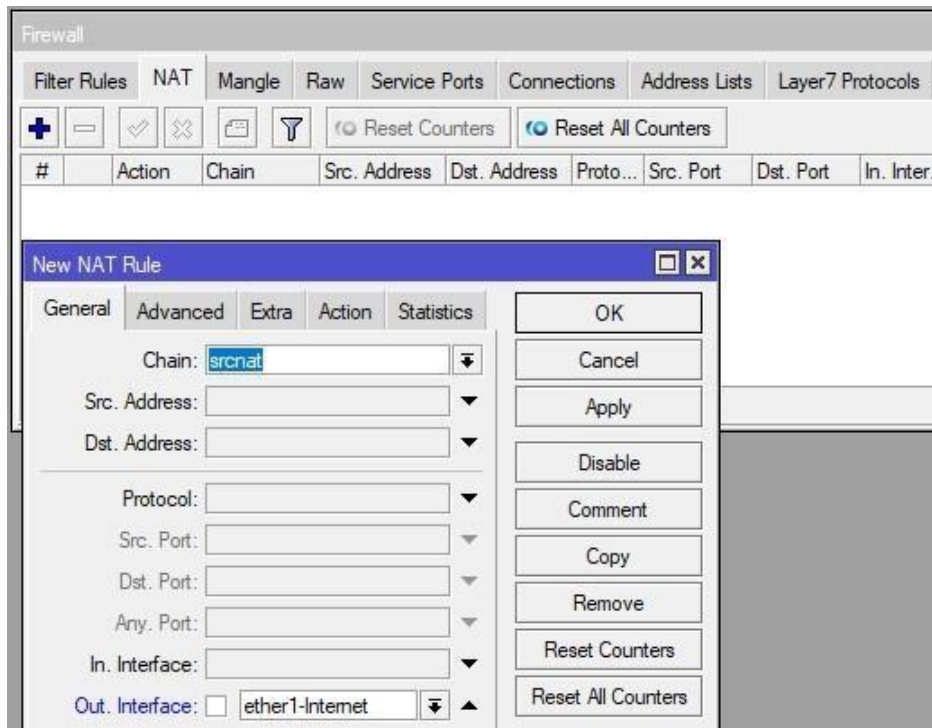 Firewall
Filter Rules NAT Mangle Raw Service Ports Connections Address Lists Layer7 Protocols
Reset Counters Reset All Counters
# Action Chain Src. Address Dst. Address Proto... Src. Port Dst. Port In. Inter.
New NAT Rule
General Advanced Extra Action Statistics
OK
Chain: srcnat
Cancel
Src. Address:
Apply
Dst. Address:
Disable
Protocol:
Comment
Src. Port:
Copy
Dst. Port:
Remove
Any. Port:
Reset Counters
In. Interface:
Reset All Counters
Out. Interface: ether1-Internet